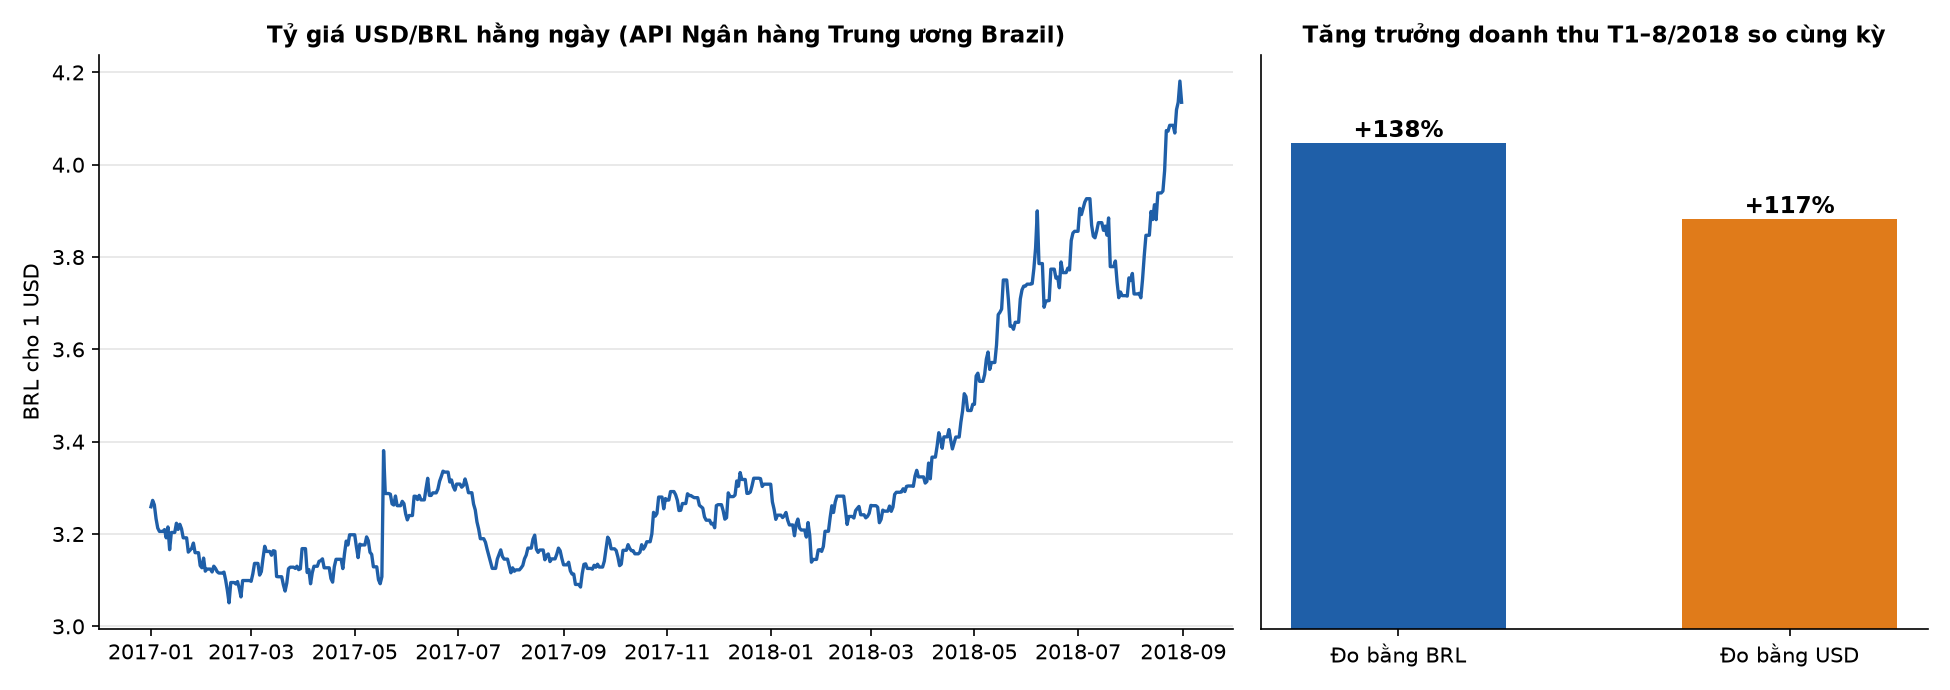 Tỷ giá USD/BRL hằng ngày (API Ngân hàng Trung ương Brazil)
BRL cho 1 USD
4.2
4.0
3.8
3.6
3.4
3.2
3.0
2017-01 2017-03 2017-05 2017-07 2017-09 2017-11 2018-01 2018-03 2018-05 2018-07 2018-09
Tăng trưởng doanh thu T1–8/2018 so cùng kỳ
+138%
+117%
Đo bằng BRL
Đo bằng USD